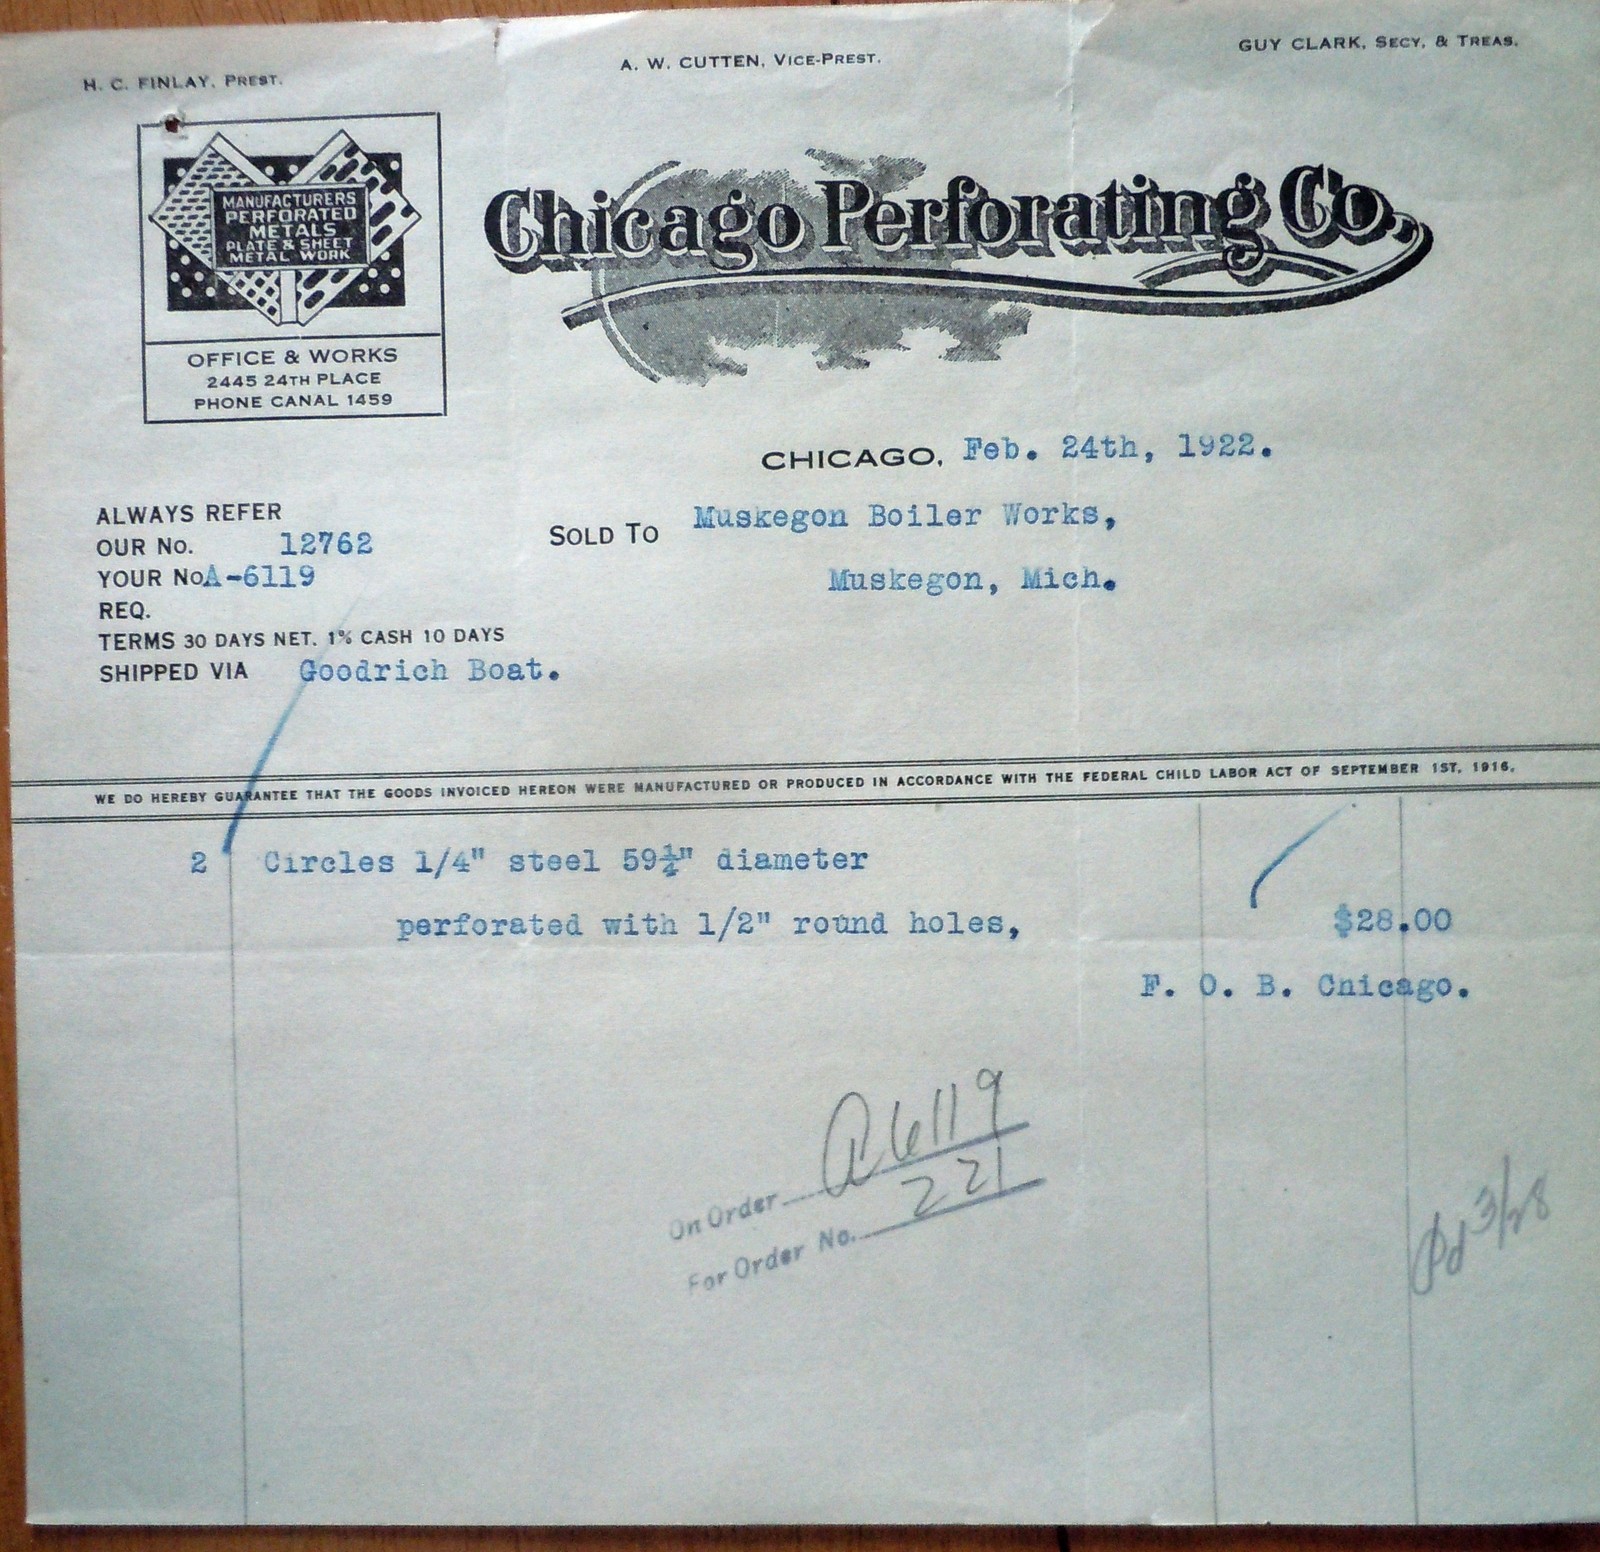 H. C. FINLAY, PREST.
A. W. CUTTEN, VICE-PREST.
GUY CLARK, SECY, & TREAS.
MANUFACTURERS
PERFORATED
METALS
PLATE & SHEET
METAL WORK
OFFICE & WORKS
2445 24TH PLACE
PHONE CANAL 1459
Chicago Perforating Co.
CHICAGO, Feb. 24th, 1922.
ALWAYS REFER
OUR No. 12762
YOUR No A-6119
REQ.
TERMS 30 DAYS NET. 1% CASH 10 DAYS
SHIPPED VIA Goodrich Boat.
SOLD TO Muskegon Boiler Works,
Muskegon, Mich.
WE DO HEREBY GUARANTEE THAT THE GOODS INVOICED HEREON WERE MANUFACTURED OR PRODUCED IN ACCORDANCE WITH THE FEDERAL CHILD LABOR ACT OF SEPTEMBER 1ST, 1916.
2 Circles 1/4" steel 59¼" diameter
perforated with 1/2" round holes, $28.00
F. O. B. Chicago.
On Order A6119
For Order No. 221
Pd 3/28